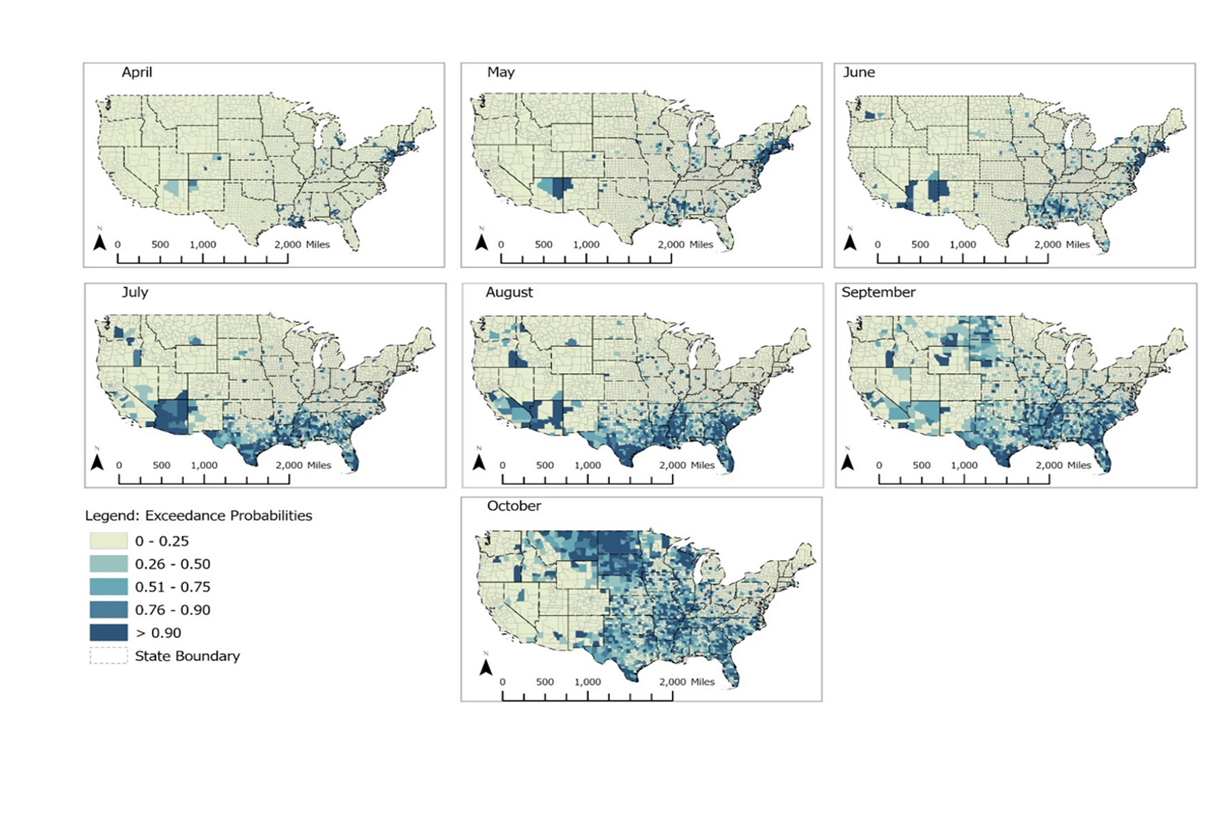 April
N
0 500 1,000 2,000 Miles
May
N
0 500 1,000 2,000 Miles
June
N
0 500 1,000 2,000 Miles
July
N
0 500 1,000 2,000 Miles
August
N
0 500 1,000 2,000 Miles
September
N
0 500 1,000 2,000 Miles
October
N
0 500 1,000 2,000 Miles
Legend: Exceedance Probabilities
0 - 0.25
0.26 - 0.50
0.51 - 0.75
0.76 - 0.90
> 0.90
State Boundary